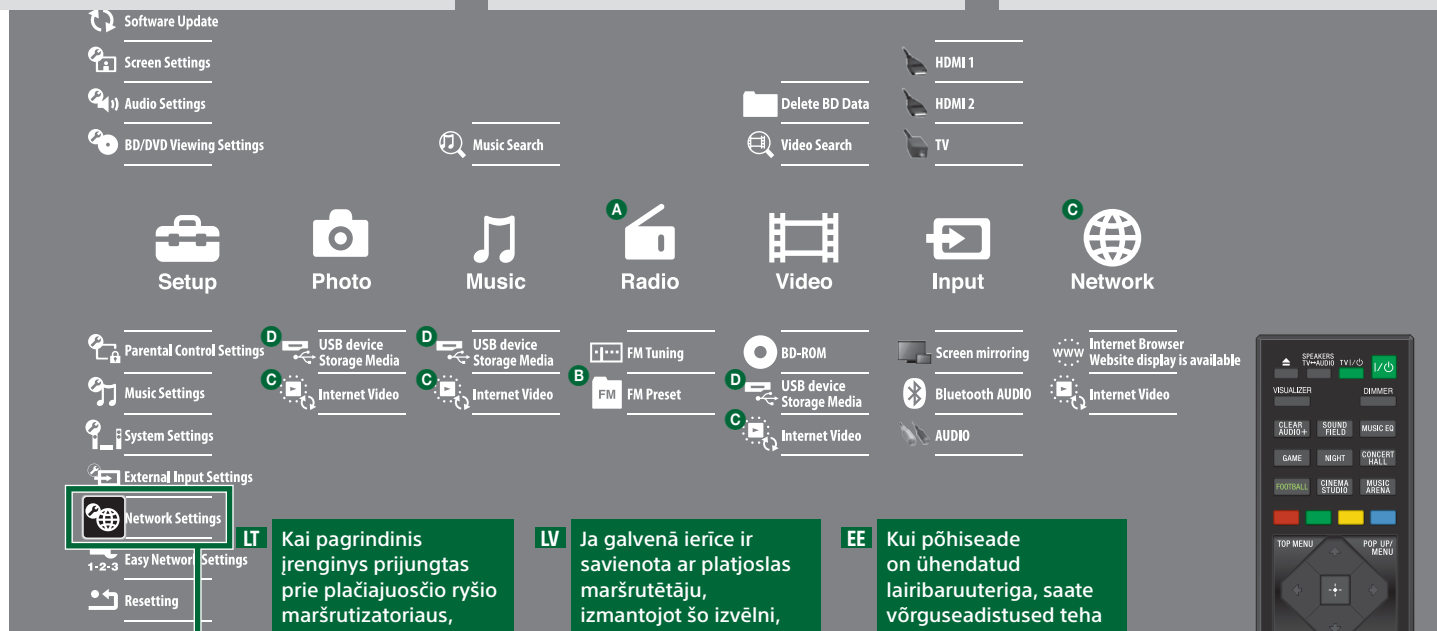 Software Update
Screen Settings
Audio Settings
BD/DVD Viewing Settings
Music Search
Delete BD Data
Video Search
HDMI 1
HDMI 2
TV
Setup
Photo
Music
A
Radio
Video
Input
C
Network
Parental Control Settings
Music Settings
System Settings
External Input Settings
Network Settings
1-2-3 Easy Network Settings
Resetting
D
USB device
Storage Media
C
Internet Video
D
USB device
Storage Media
C
Internet Video
FM Tuning
B
FM
FM Preset
BD-ROM
D
USB device
Storage Media
C
Internet Video
Screen mirroring
Bluetooth AUDIO
AUDIO
www
Internet Browser
Website display is available
Internet Video
LT
Kai pagrindinis
įrenginys prijungtas
prie plačiajuosčio ryšio
maršrutizatoriaus,
LV
Ja galvenā ierīce ir
savienota ar platjoslas
maršrutētāju,
izmantojot šo izvēlni,
EE
Kui põhiseade
on ühendatud
lairibaruuteriga, saate
võrguseadistused teha
SPEAKERS
TV↔AUDIO
TV I/⏻
I/⏻
VISUALIZER
DIMMER
CLEAR
AUDIO+
SOUND
FIELD
MUSIC EQ
GAME
NIGHT
CONCERT
HALL
FOOTBALL
CINEMA
STUDIO
MUSIC
ARENA
TOP MENU
POP UP/
MENU